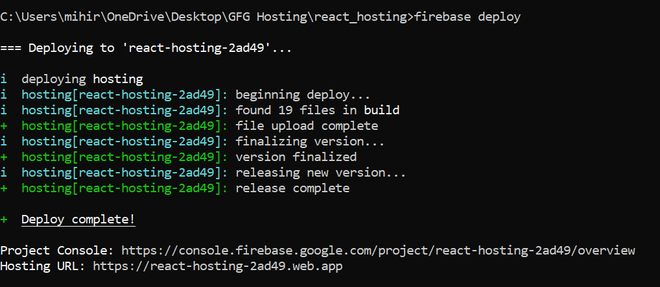 C:\Users\mihir\OneDrive\Desktop\GFG Hosting\react_hosting>firebase deploy
=== Deploying to 'react-hosting-2ad49'...
i  deploying hosting
i  hosting[react-hosting-2ad49]: beginning deploy...
i  hosting[react-hosting-2ad49]: found 19 files in build
+  hosting[react-hosting-2ad49]: file upload complete
i  hosting[react-hosting-2ad49]: finalizing version...
+  hosting[react-hosting-2ad49]: version finalized
i  hosting[react-hosting-2ad49]: releasing new version...
+  hosting[react-hosting-2ad49]: release complete
+  Deploy complete!
Project Console: https://console.firebase.google.com/project/react-hosting-2ad49/overview
Hosting URL: https://react-hosting-2ad49.web.app